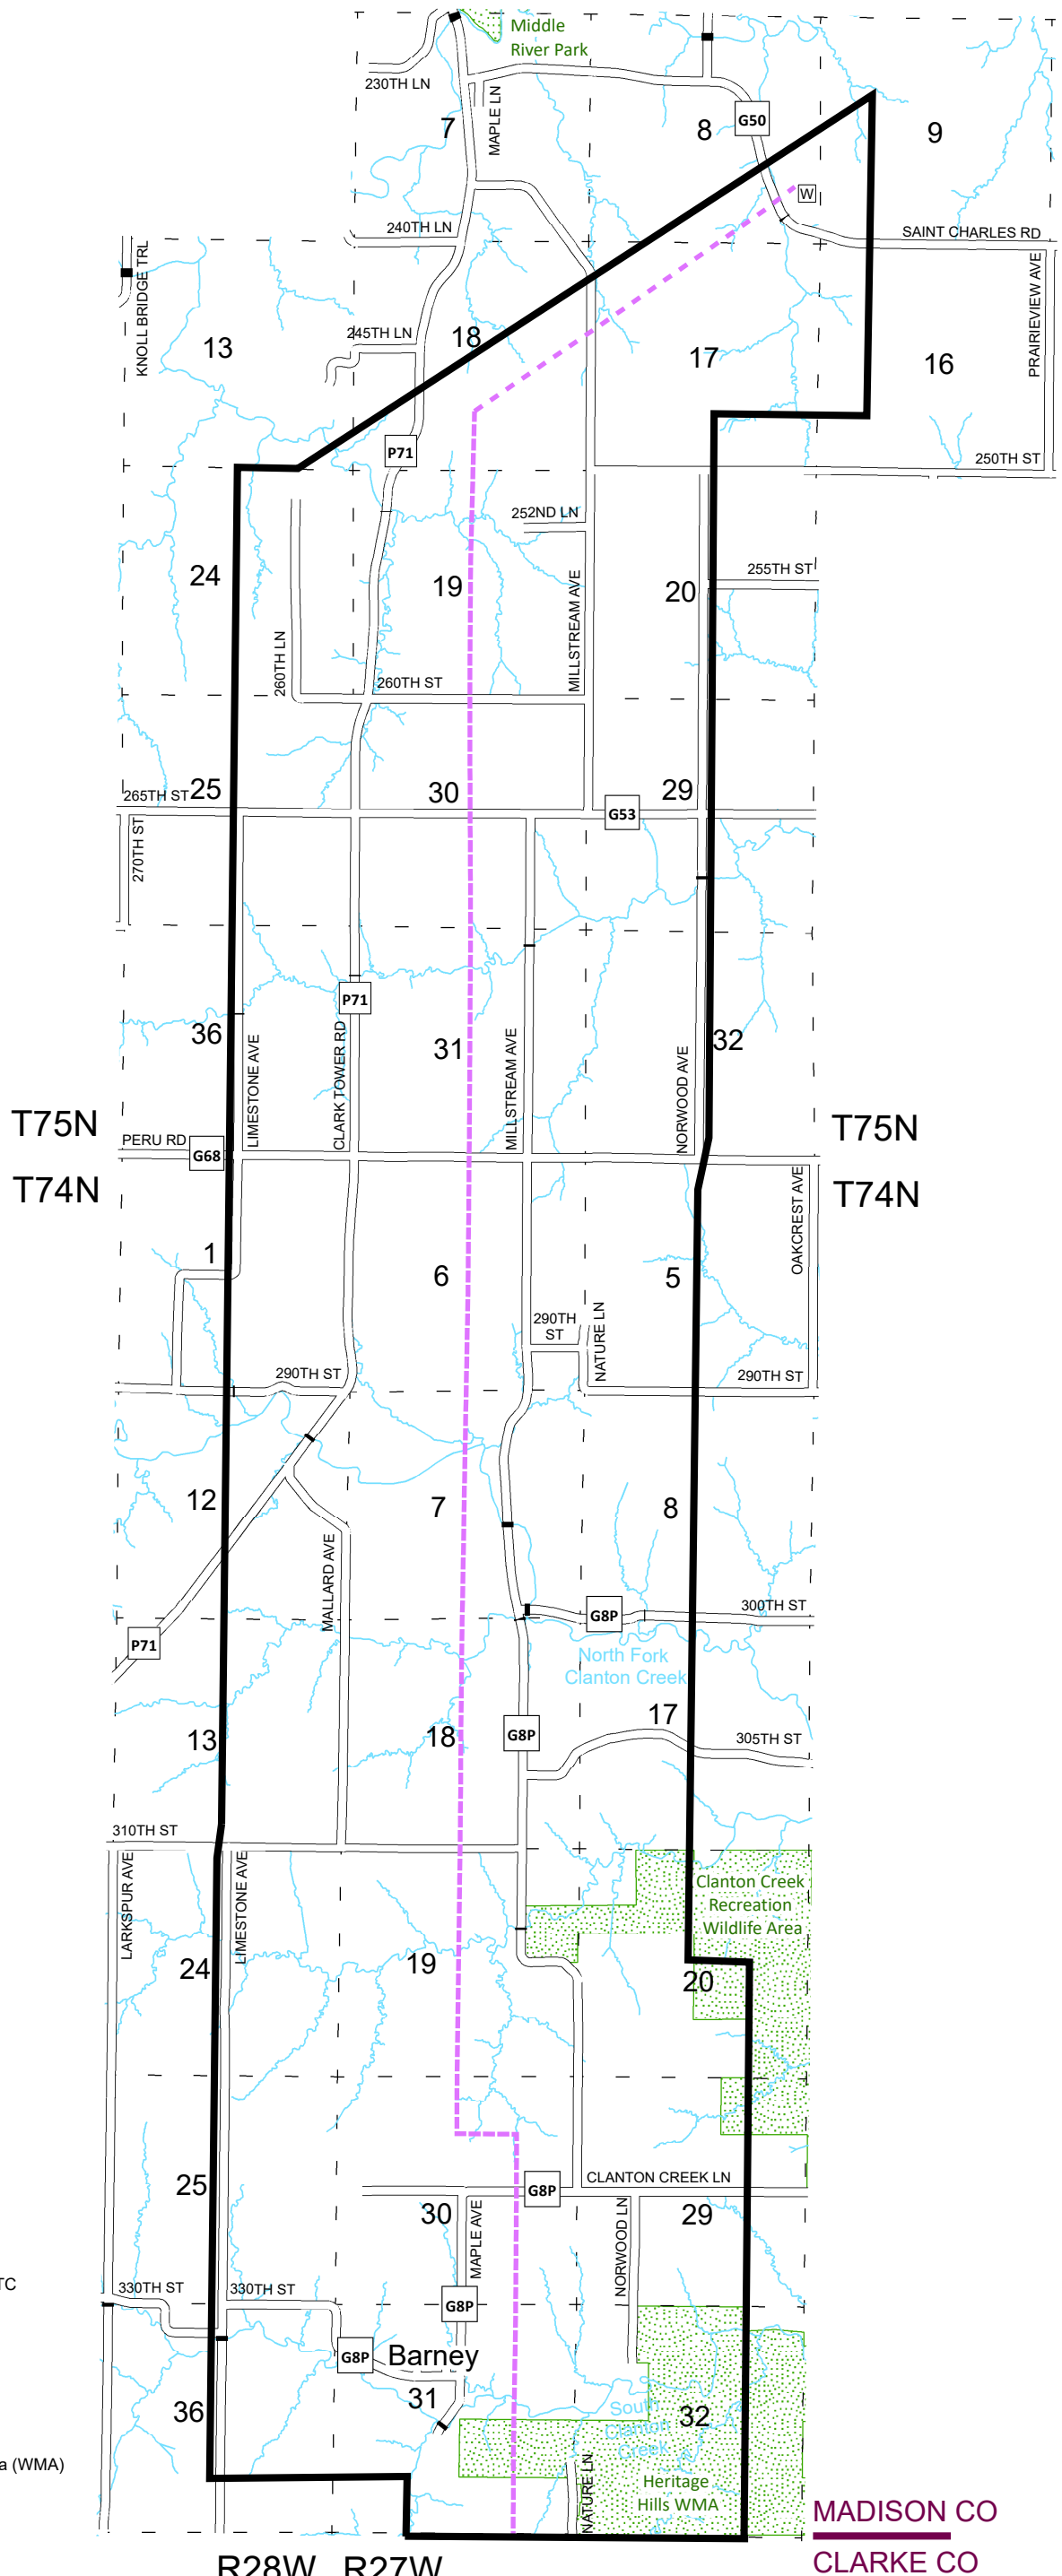 Middle
River Park
230TH LN
MAPLE LN
7
8
G50
9
W
240TH LN
SAINT CHARLES RD
KNOLL BRIDGE TRL
PRAIRIEVIEW AVE
13
245TH LN
18
17
16
P71
250TH ST
252ND LN
24
19
MILLSTREAM AVE
20
255TH ST
260TH LN
260TH ST
265TH ST
25
30
29
G53
270TH ST
P71
36
LIMESTONE AVE
CLARK TOWER RD
31
MILLSTREAM AVE
NORWOOD AVE
32
T75N
T75N
PERU RD
G68
T74N
T74N
OAKCREST AVE
1
6
5
290TH
ST
NATURE LN
290TH ST
290TH ST
12
7
8
MALLARD AVE
G8P
300TH ST
P71
North Fork
Clanton Creek
13
18
G8P
17
305TH ST
310TH ST
LARKSPUR AVE
LIMESTONE AVE
Clanton Creek
Recreation
Wildlife Area
24
19
20
25
G8P
CLANTON CREEK LN
30
MAPLE AVE
NORWOOD LN
29
TC
330TH ST
330TH ST
G8P
G8P
Barney
31
36
South
Clanton
Creek
32
a (WMA)
NATURE LN
Heritage
Hills WMA
MADISON CO
CLARKE CO
R28W
R27W